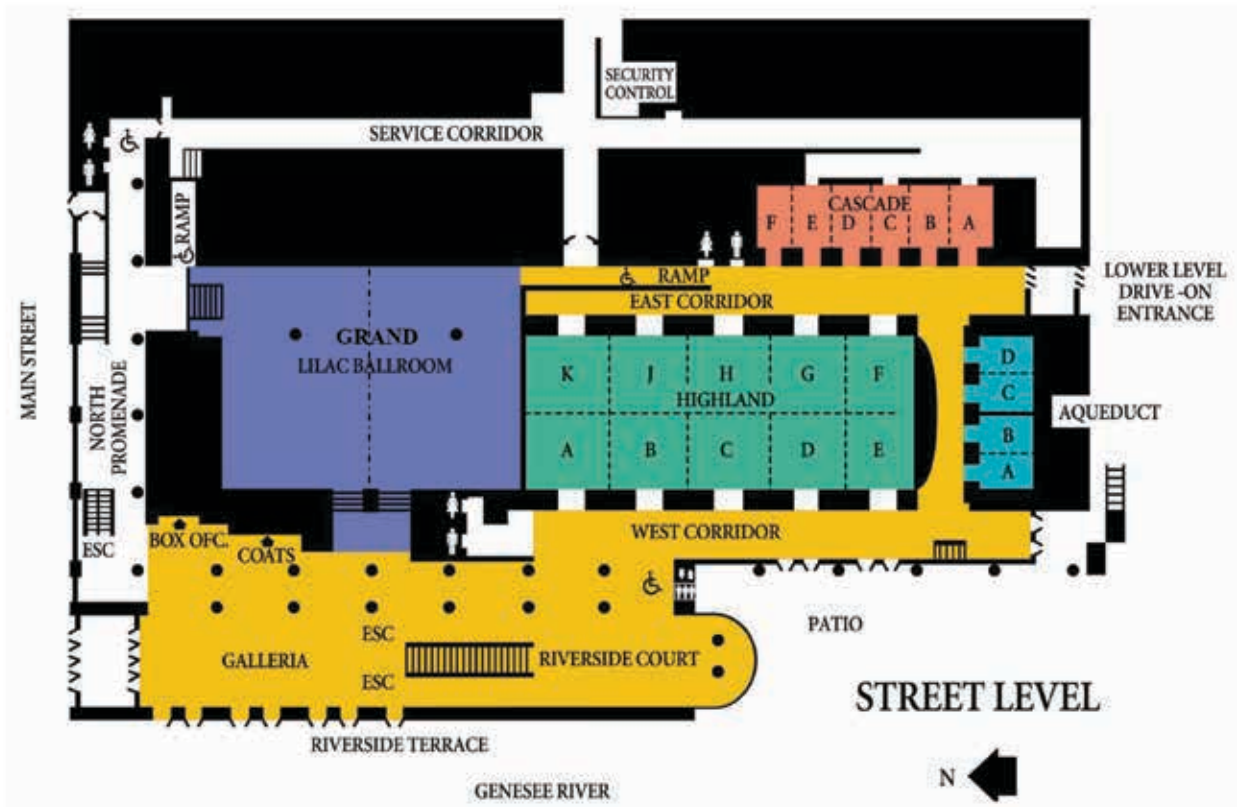 SECURITY
CONTROL
SERVICE CORRIDOR
RAMP
CASCADE
F E D C B A
RAMP
EAST CORRIDOR
LOWER LEVEL
DRIVE -ON
ENTRANCE
MAIN STREET
NORTH
PROMENADE
GRAND
LILAC BALLROOM
K J H G F
HIGHLAND
A B C D E
D
C
B
A
AQUEDUCT
ESC
BOX OFC.
COATS
WEST CORRIDOR
PATIO
ESC
GALLERIA
RIVERSIDE COURT
ESC
STREET LEVEL
RIVERSIDE TERRACE
N
GENESEE RIVER